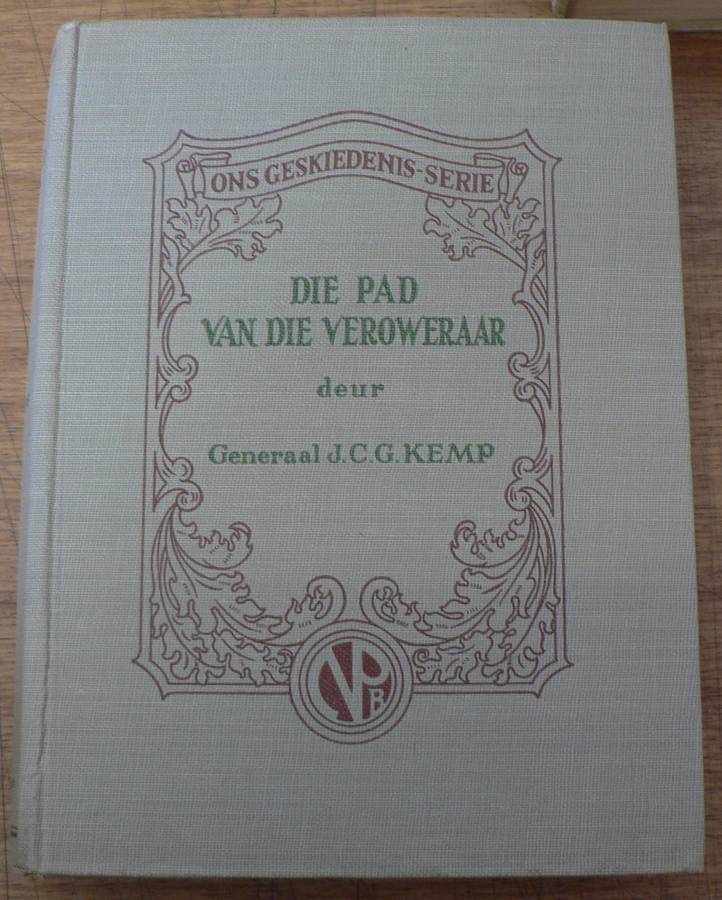 ONS GESKIEDENIS-SERIE
DIE PAD
VAN DIE VEROWERAAR
deur
Generaal J.C.G. KEMP
NPB